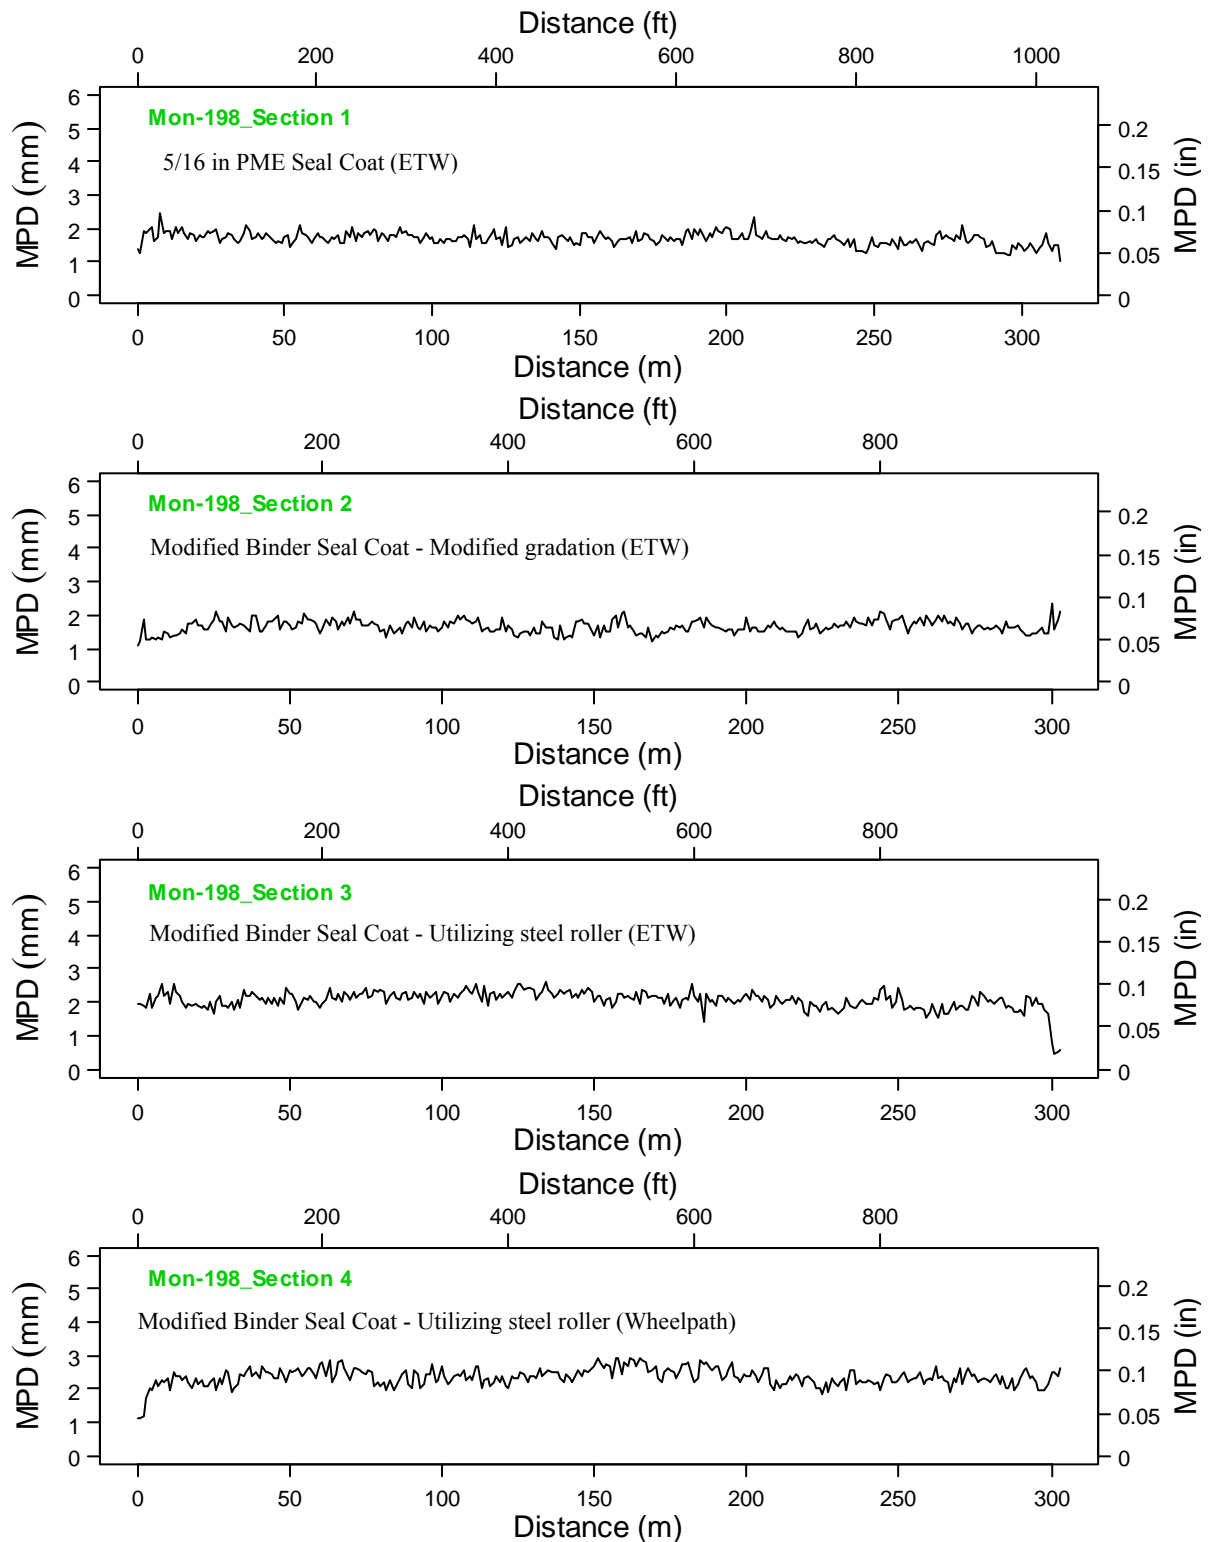 Distance (ft)
0 200 400 600 800 1000
Mon-198_Section 1
5/16 in PME Seal Coat (ETW)
MPD (mm)
6
5
4
3
2
1
0
MPD (in)
0.2
0.15
0.1
0.05
0
0 50 100 150 200 250 300
Distance (m)
Distance (ft)
0 200 400 600 800
Mon-198_Section 2
Modified Binder Seal Coat - Modified gradation (ETW)
MPD (mm)
6
5
4
3
2
1
0
MPD (in)
0.2
0.15
0.1
0.05
0
0 50 100 150 200 250 300
Distance (m)
Distance (ft)
0 200 400 600 800
Mon-198_Section 3
Modified Binder Seal Coat - Utilizing steel roller (ETW)
MPD (mm)
6
5
4
3
2
1
0
MPD (in)
0.2
0.15
0.1
0.05
0
0 50 100 150 200 250 300
Distance (m)
Distance (ft)
0 200 400 600 800
Mon-198_Section 4
Modified Binder Seal Coat - Utilizing steel roller (Wheelpath)
MPD (mm)
6
5
4
3
2
1
0
MPD (in)
0.2
0.15
0.1
0.05
0
0 50 100 150 200 250 300
Distance (m)